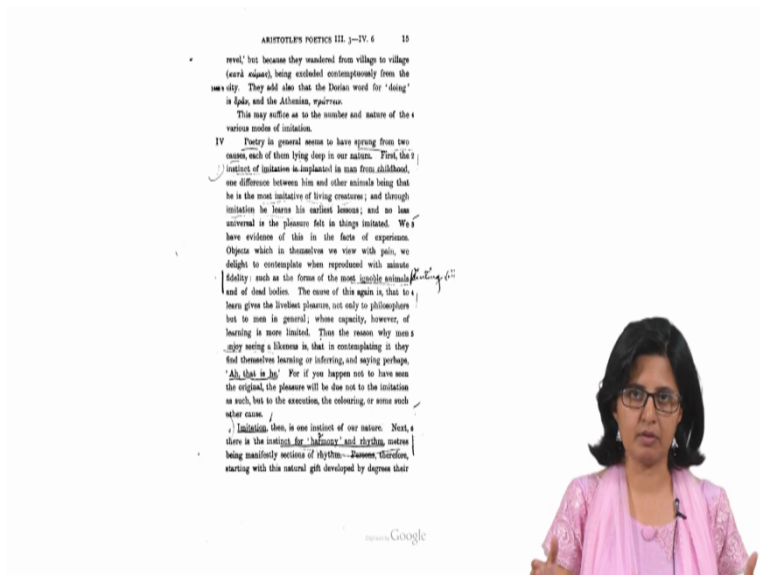 ARISTOTLE'S POETICS III. 3—IV. 6 15
revel,' but because they wandered from village to village
(κατὰ κώμας), being excluded contemptuously from the
city. They add also that the Dorian word for 'doing'
is δρᾶν, and the Athenian, πράττειν.
This may suffice as to the number and nature of the
various modes of imitation.
IV Poetry in general seems to have sprung from two
causes, each of them lying deep in our nature. First, the 2
instinct of imitation is implanted in man from childhood,
one difference between him and other animals being that
he is the most imitative of living creatures; and through
imitation he learns his earliest lessons; and no less
universal is the pleasure felt in things imitated. We 3
have evidence of this in the facts of experience.
Objects which in themselves we view with pain, we
delight to contemplate when reproduced with minute
fidelity: such as the forms of the most ignoble animals
and of dead bodies. The cause of this again is, that to 4
learn gives the liveliest pleasure, not only to philosophers
but to men in general; whose capacity, however, of
learning is more limited. Thus the reason why men 5
enjoy seeing a likeness is, that in contemplating it they
find themselves learning or inferring, and saying perhaps,
'Ah, that is he.' For if you happen not to have seen
the original, the pleasure will be due not to the imitation
as such, but to the execution, the colouring, or some such
other cause.
Imitation, then, is one instinct of our nature. Next, 6
there is the instinct for 'harmony' and rhythm, metres
being manifestly sections of rhythm. Persons, therefore,
starting with this natural gift developed by degrees their
Digitized by Google